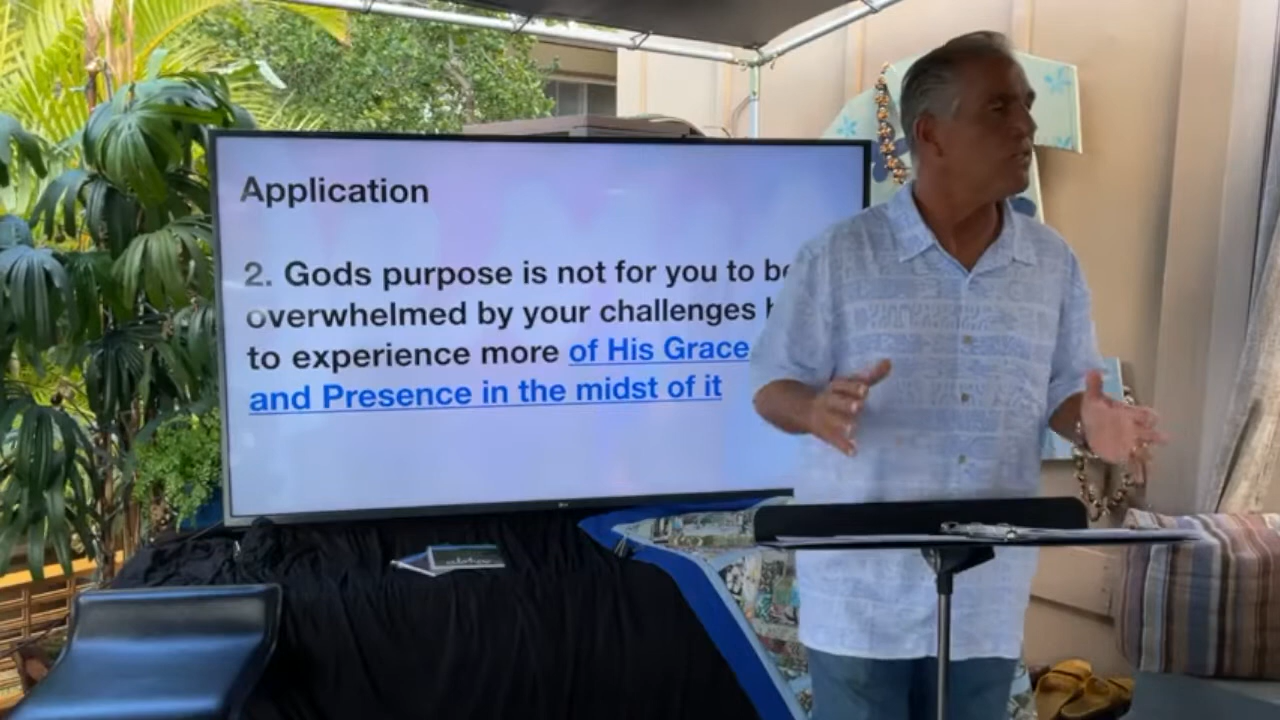 Application
2. Gods purpose is not for you to be
overwhelmed by your challenges
to experience more of His Grace
and Presence in the midst of it